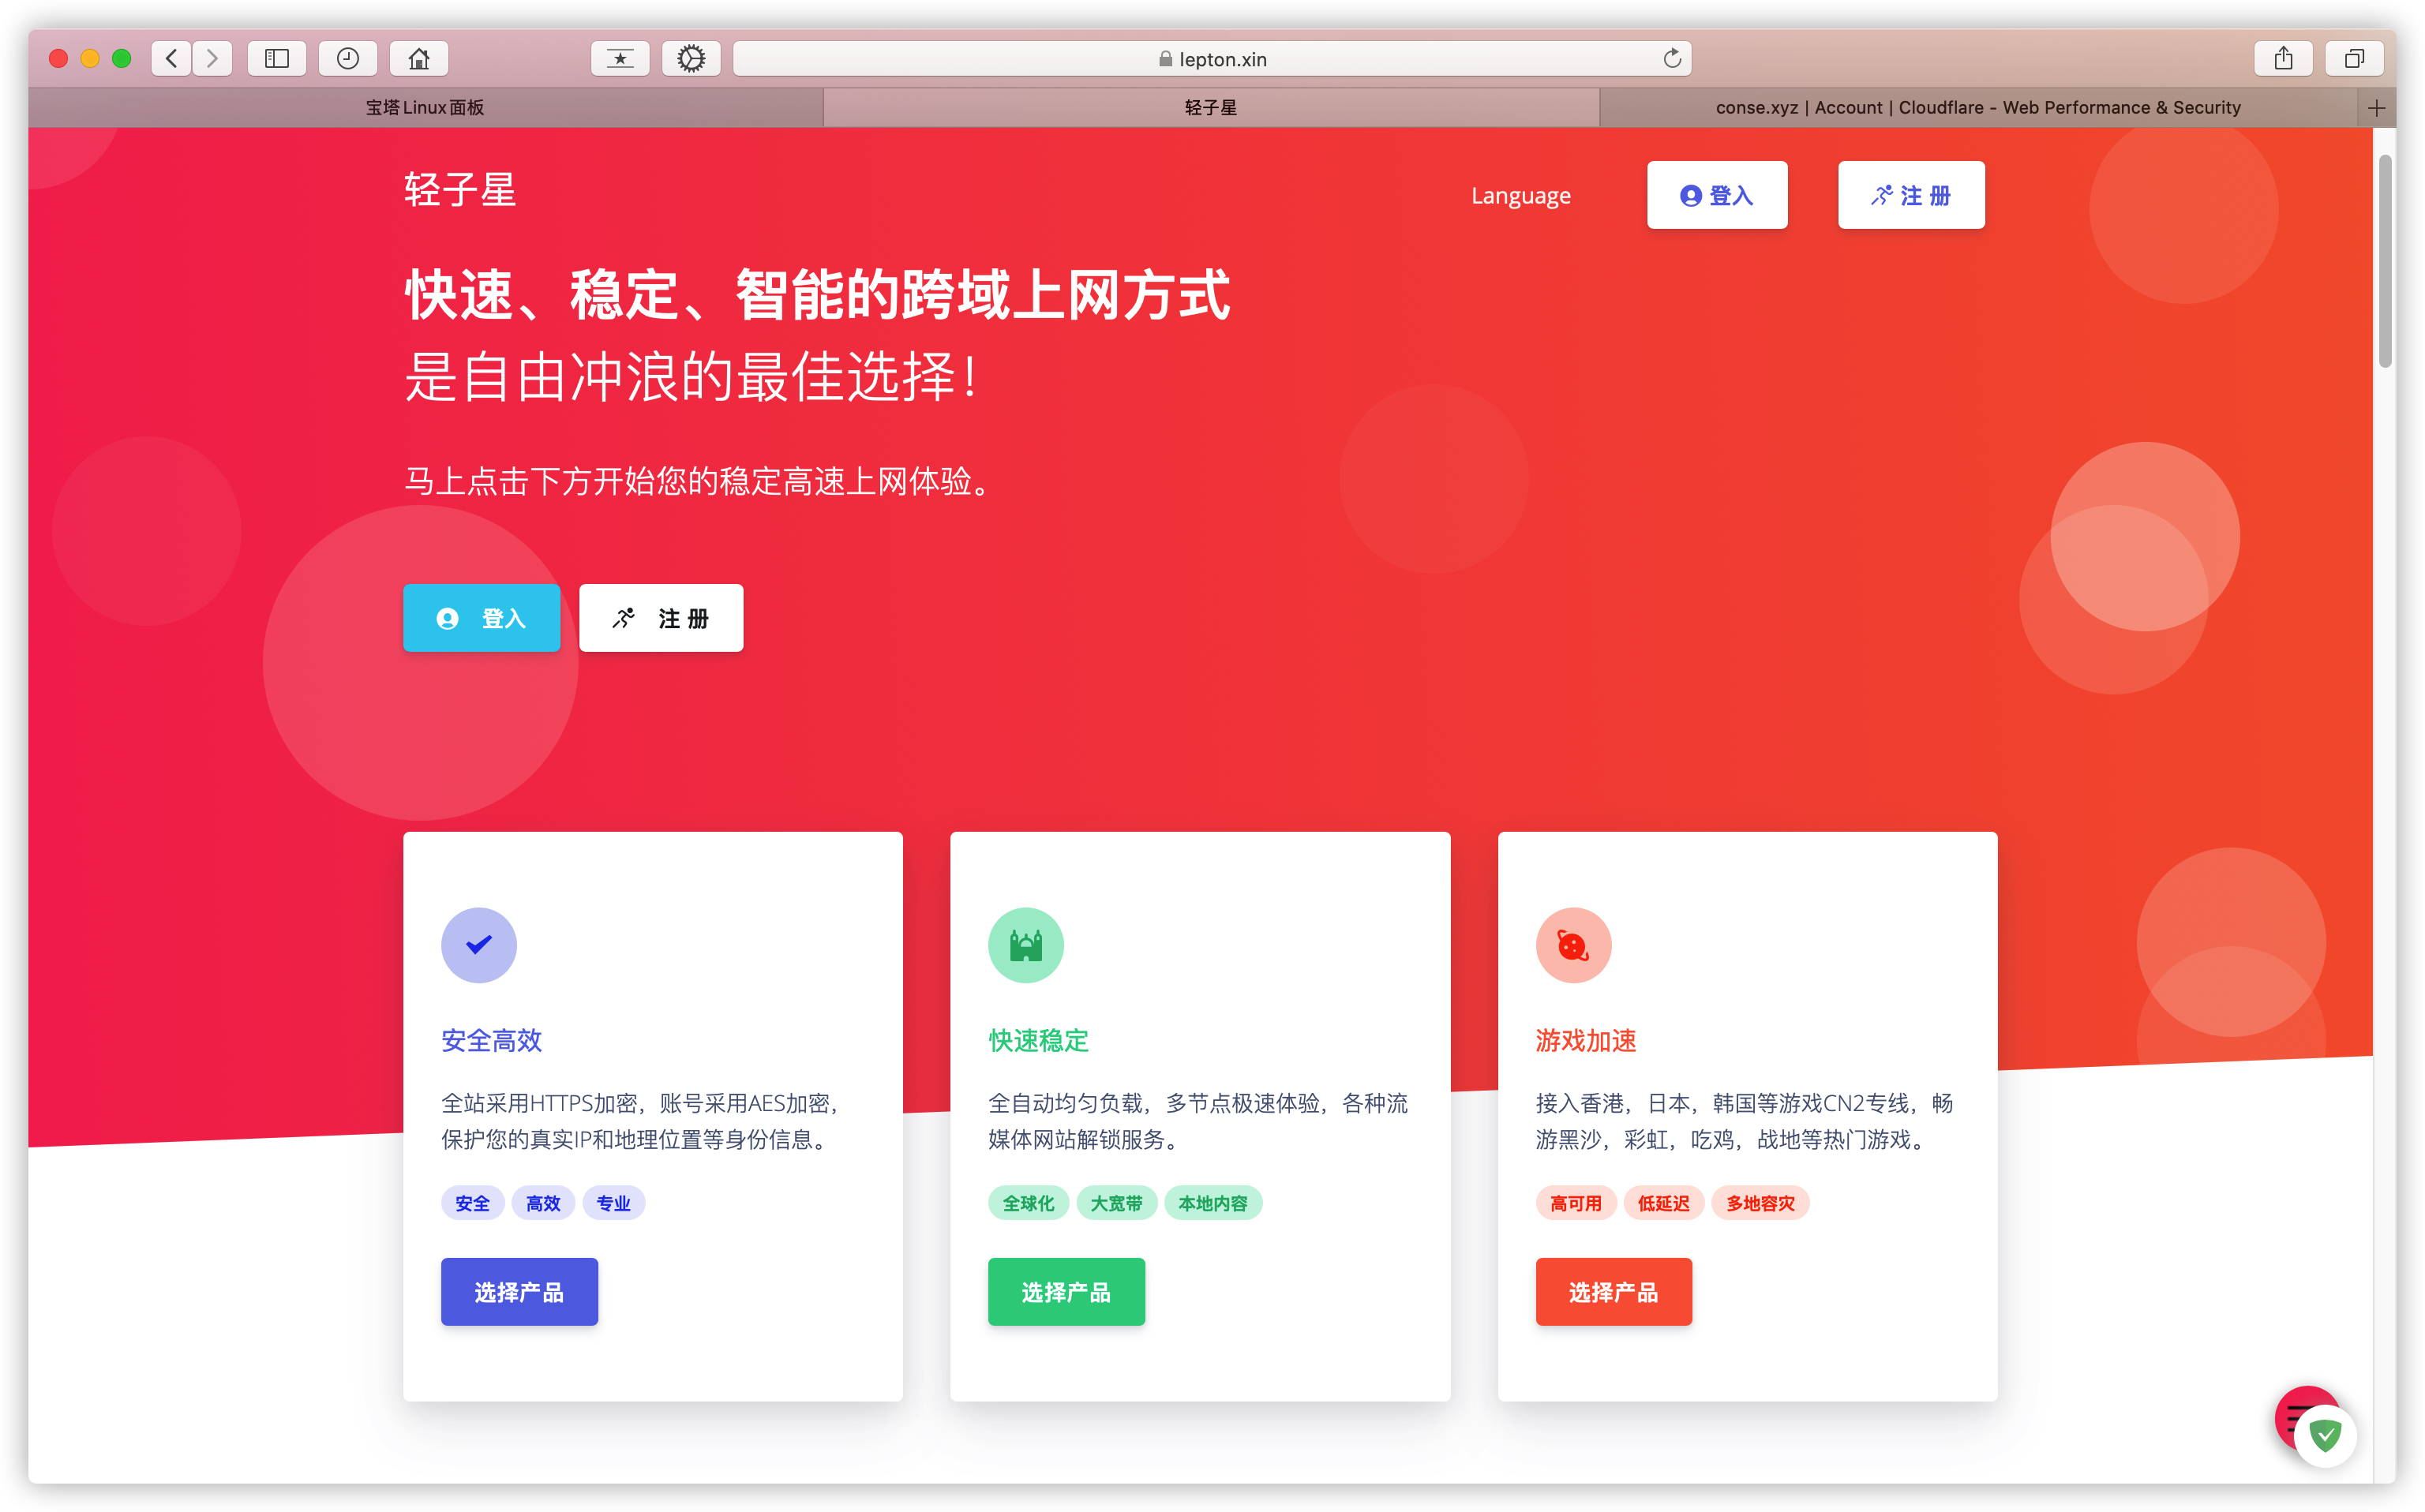 lepton.xin
宝塔Linux面板
轻子星
conse.xyz | Account | Cloudflare - Web Performance & Security
轻子星
Language
登入
注 册
快速、稳定、智能的跨域上网方式
是自由冲浪的最佳选择！
马上点击下方开始您的稳定高速上网体验。
登入
注 册
安全高效
全站采用HTTPS加密，账号采用AES加密，
保护您的真实IP和地理位置等身份信息。
安全 高效 专业
选择产品
快速稳定
全自动均匀负载，多节点极速体验，各种流
媒体网站解锁服务。
全球化 大宽带 本地内容
选择产品
游戏加速
接入香港，日本，韩国等游戏CN2专线，畅
游黑沙，彩虹，吃鸡，战地等热门游戏。
高可用 低延迟 多地容灾
选择产品